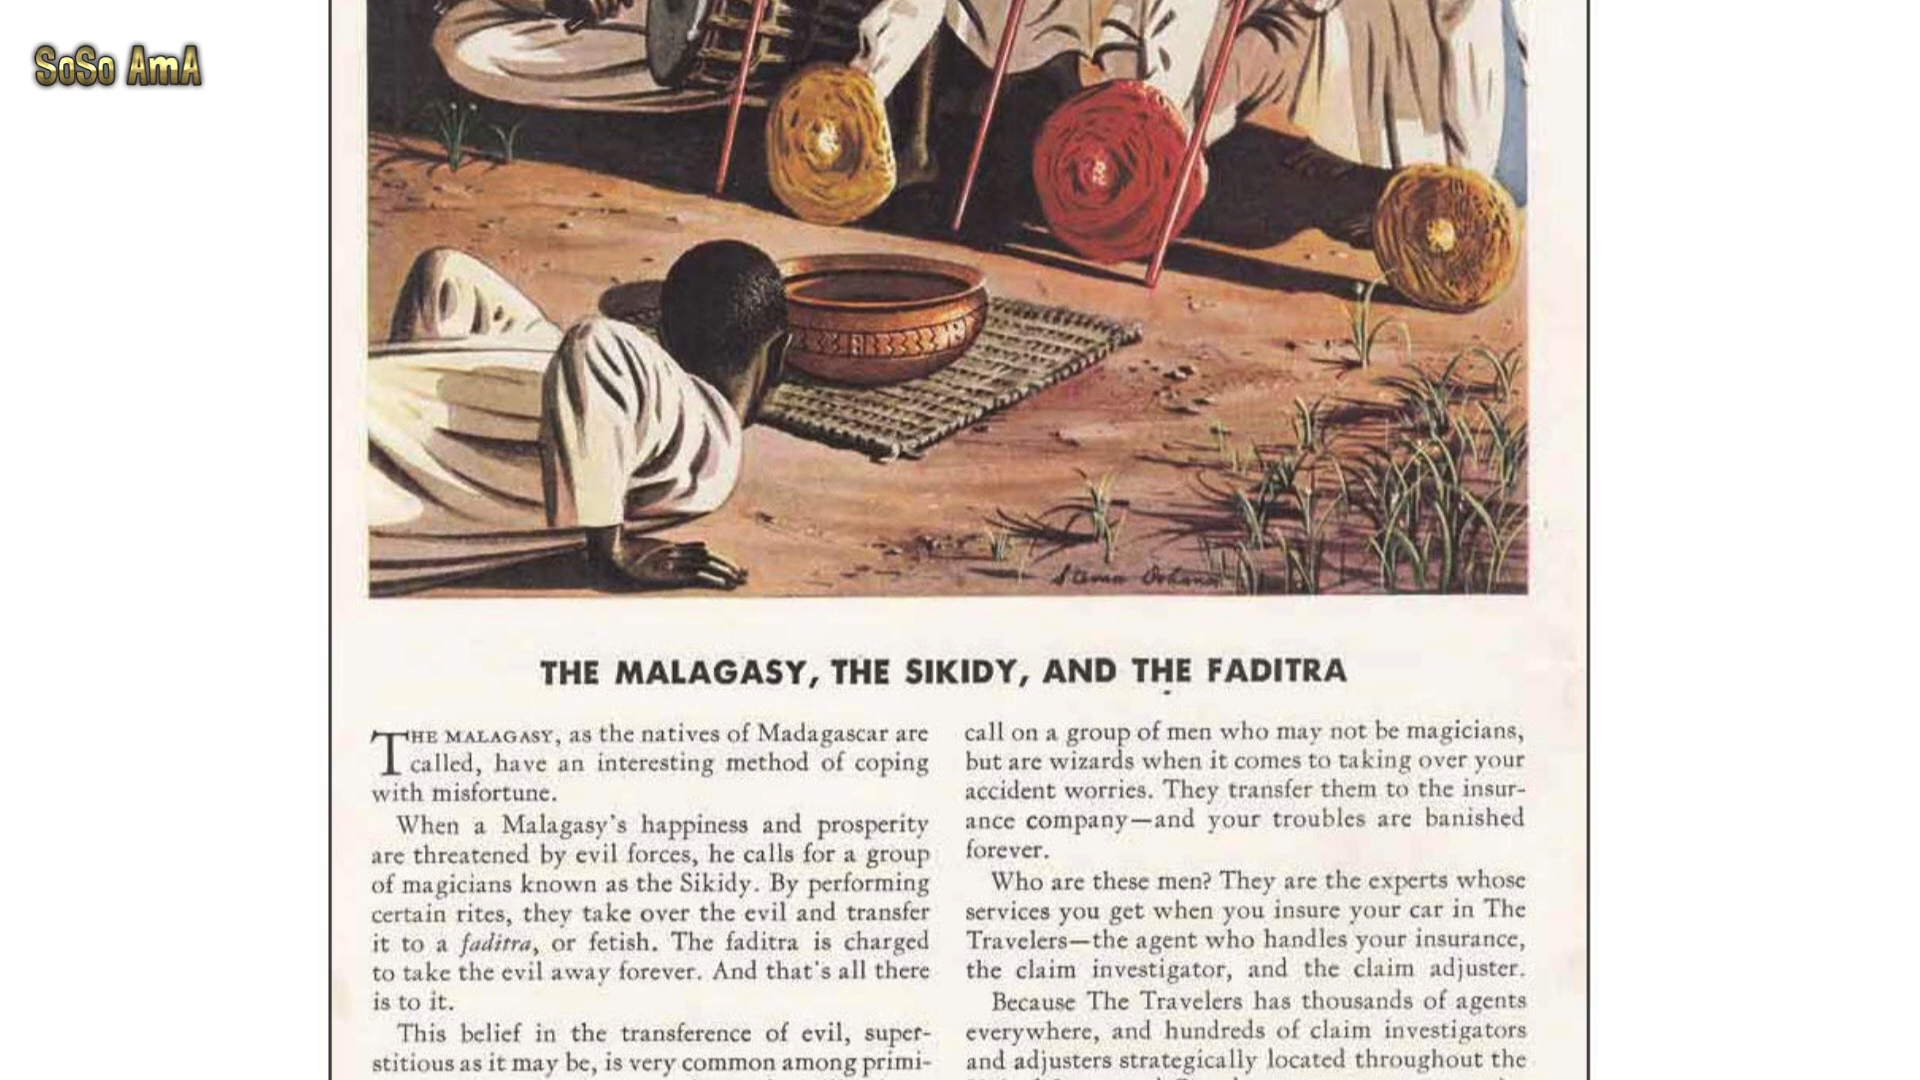 SoSo AmA
Stevan Dohanos
THE MALAGASY, THE SIKIDY, AND THE FADITRA
THE MALAGASY, as the natives of Madagascar are
called, have an interesting method of coping
with misfortune.
When a Malagasy's happiness and prosperity
are threatened by evil forces, he calls for a group
of magicians known as the Sikidy. By performing
certain rites, they take over the evil and transfer
it to a faditra, or fetish. The faditra is charged
to take the evil away forever. And that's all there
is to it.
This belief in the transference of evil, super-
stitious as it may be, is very common among primi-
call on a group of men who may not be magicians,
but are wizards when it comes to taking over your
accident worries. They transfer them to the insur-
ance company—and your troubles are banished
forever.
Who are these men? They are the experts whose
services you get when you insure your car in The
Travelers—the agent who handles your insurance,
the claim investigator, and the claim adjuster.
Because The Travelers has thousands of agents
everywhere, and hundreds of claim investigators
and adjusters strategically located throughout the